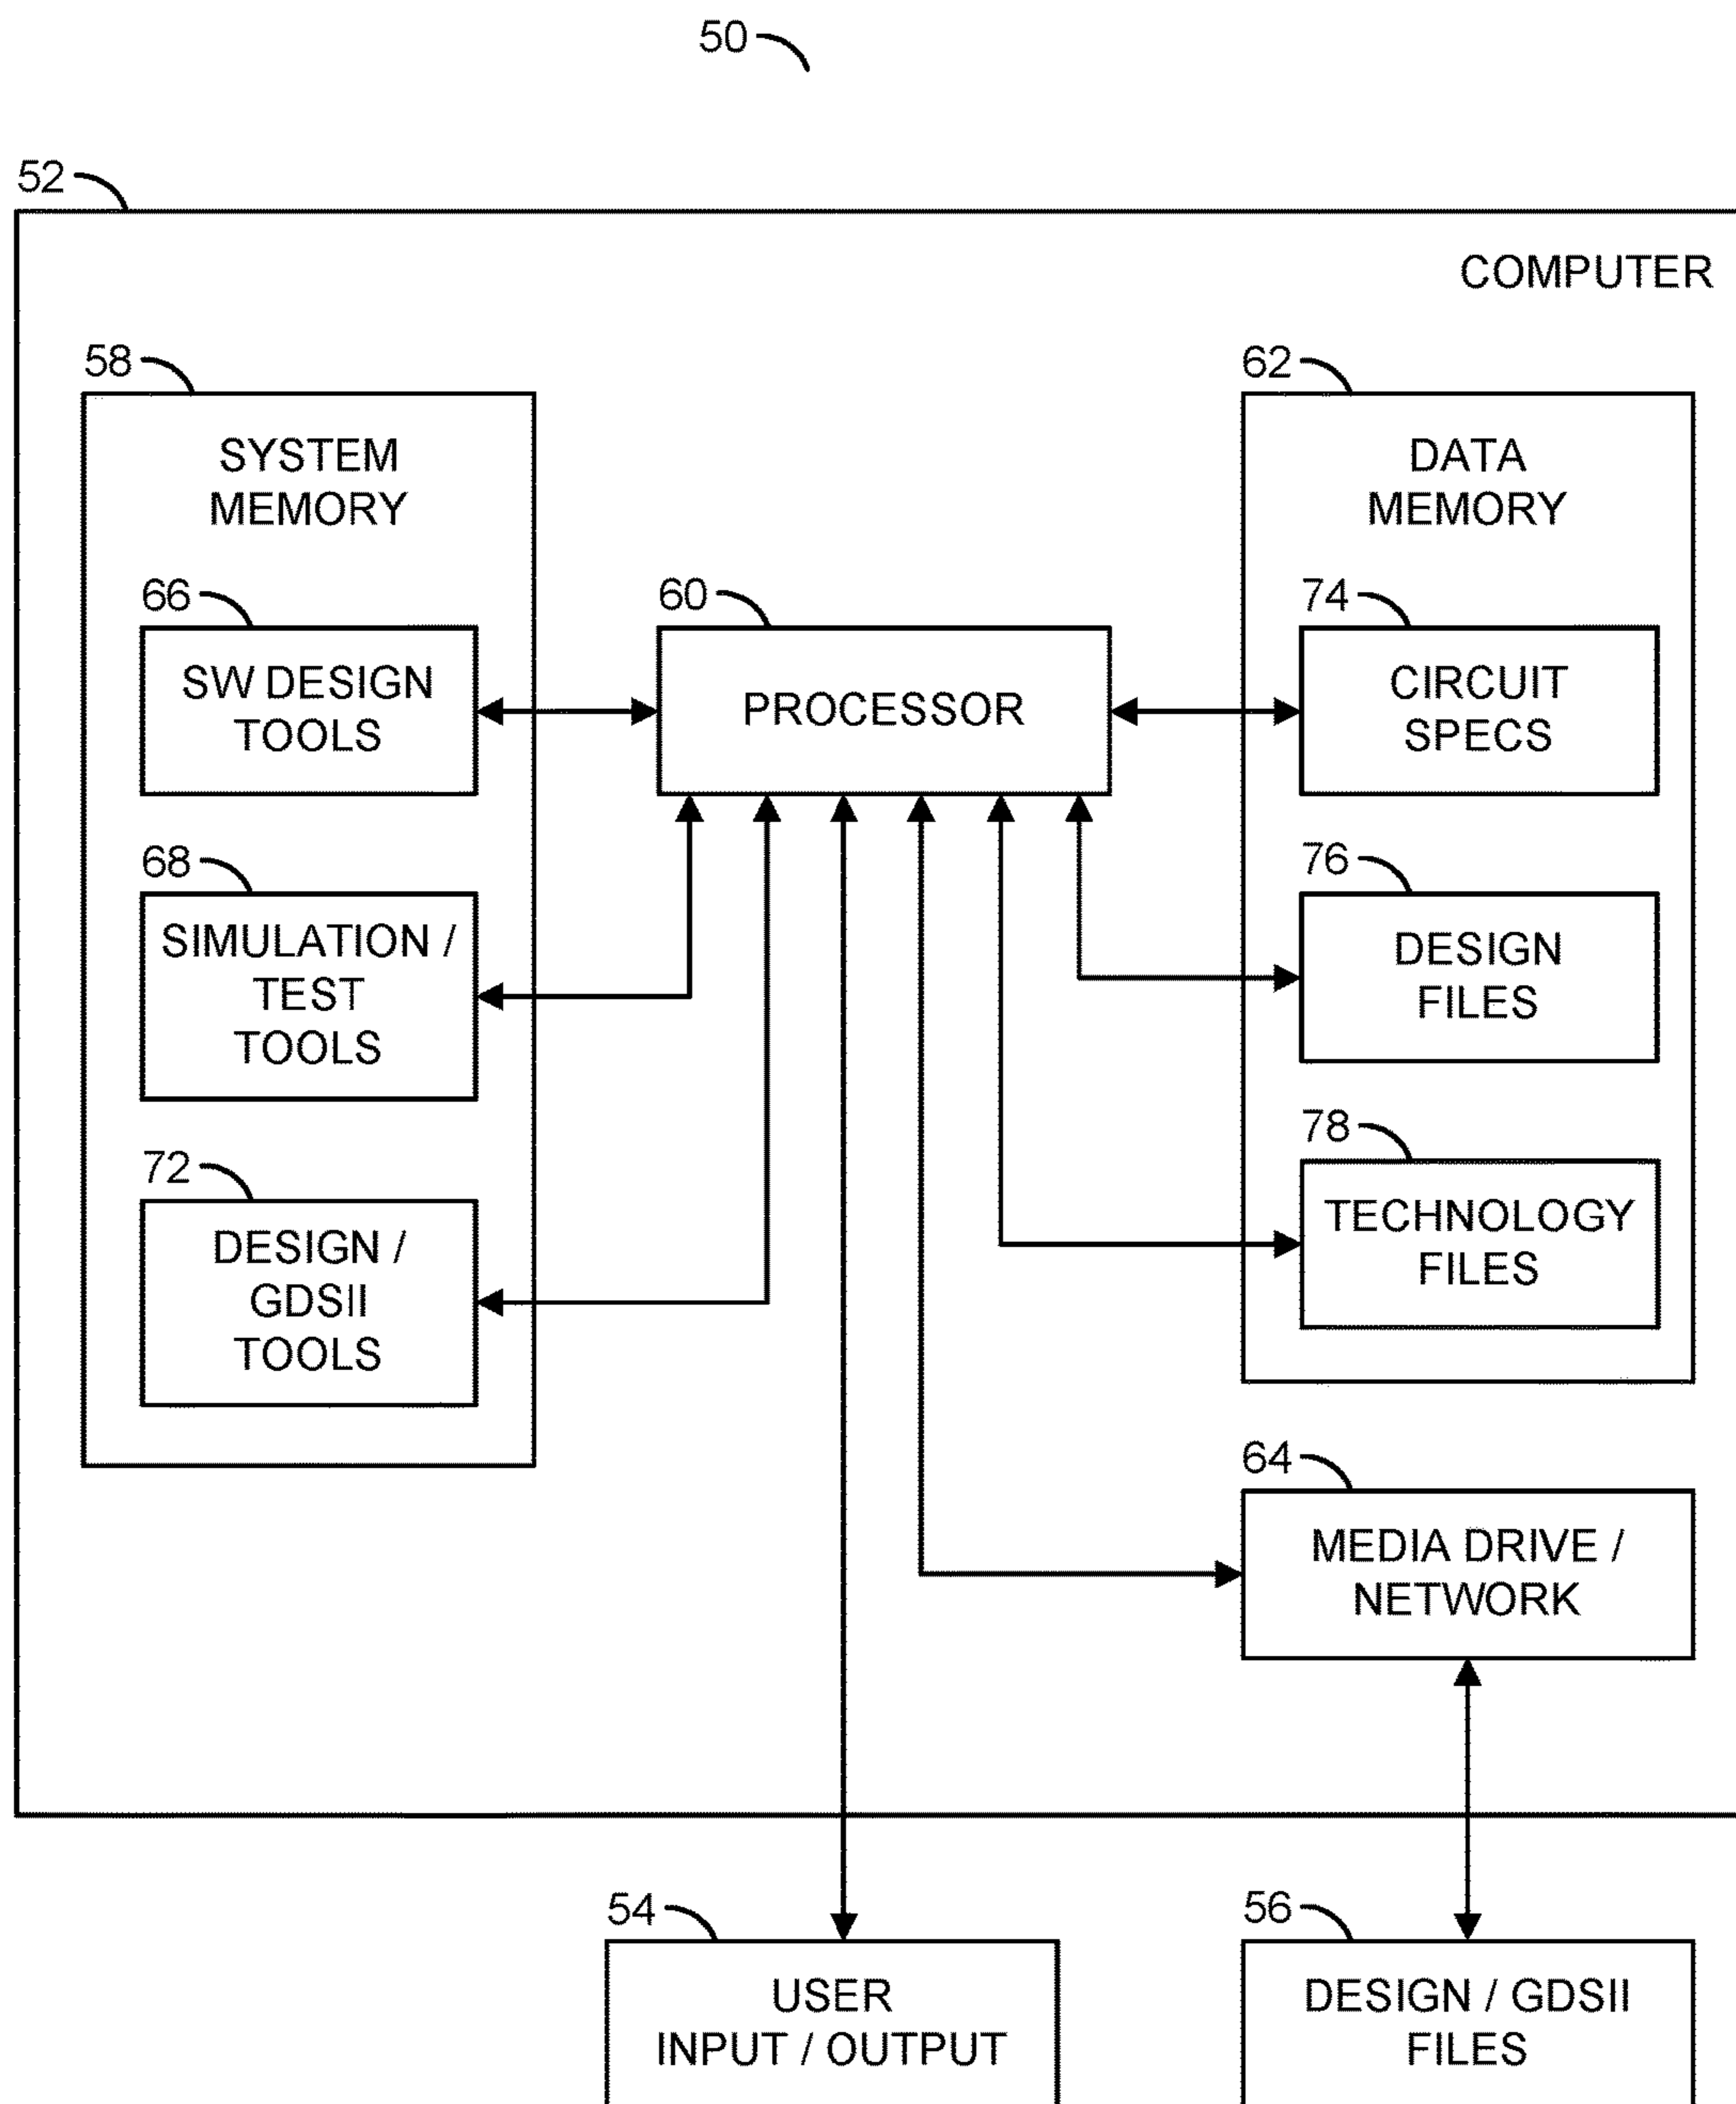 50
52
COMPUTER
58
SYSTEM
MEMORY
62
DATA
MEMORY
66
SW DESIGN
TOOLS
60
PROCESSOR
74
CIRCUIT
SPECS
68
SIMULATION /
TEST
TOOLS
76
DESIGN
FILES
72
DESIGN /
GDSII
TOOLS
78
TECHNOLOGY
FILES
64
MEDIA DRIVE /
NETWORK
54
USER
INPUT / OUTPUT
56
DESIGN / GDSII
FILES